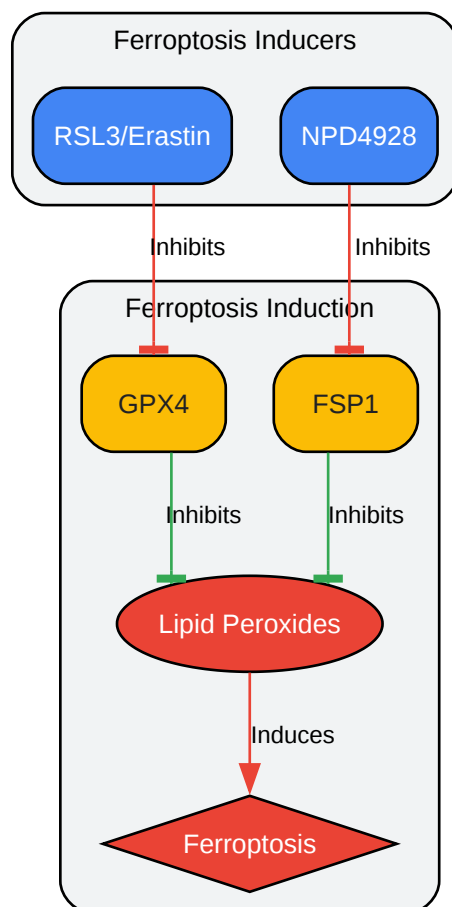 Ferroptosis Inducers
RSL3/Erastin
NPD4928
Inhibits
Inhibits
Ferroptosis Induction
GPX4
FSP1
Inhibits
Inhibits
Lipid Peroxides
Induces
Ferroptosis